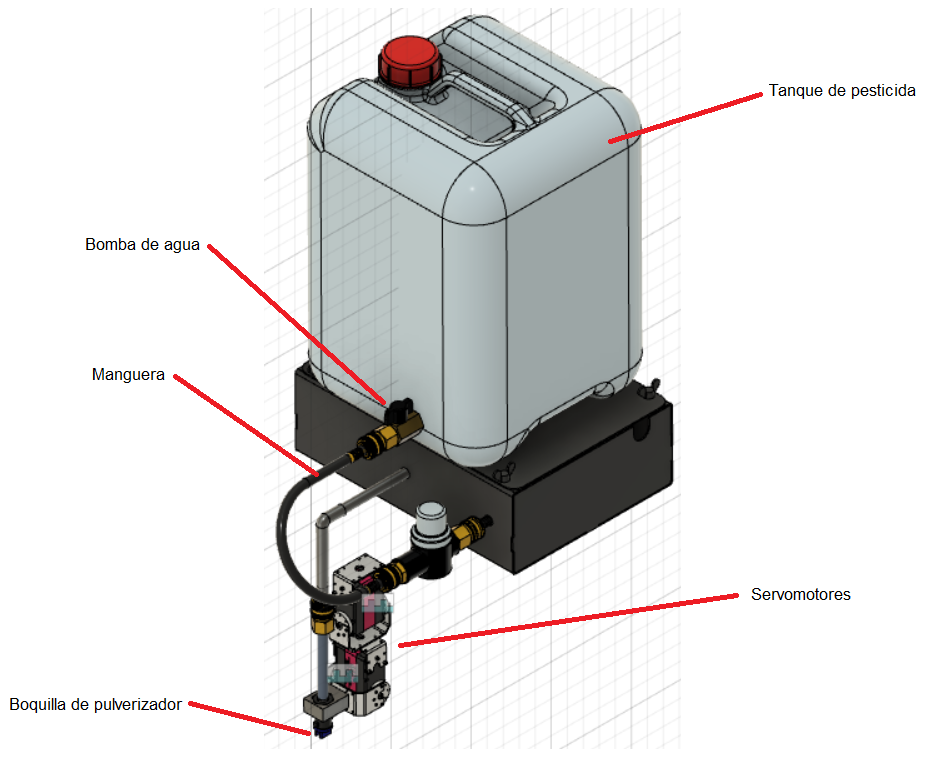 Tanque de pesticida
Bomba de agua
Manguera
Servomotores
Boquilla de pulverizador